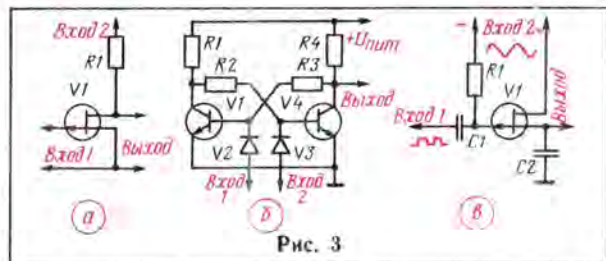 Вход 2
R1
V1
Вход 1
Выход
а
R1
R2
V1
V2
R4
+Uпит
R3
V4
Выход
V3
Вход 1
Вход 2
б
–
Вход 2
R1
V1
Вход 1
C1
Выход
C2
в
Рис. 3